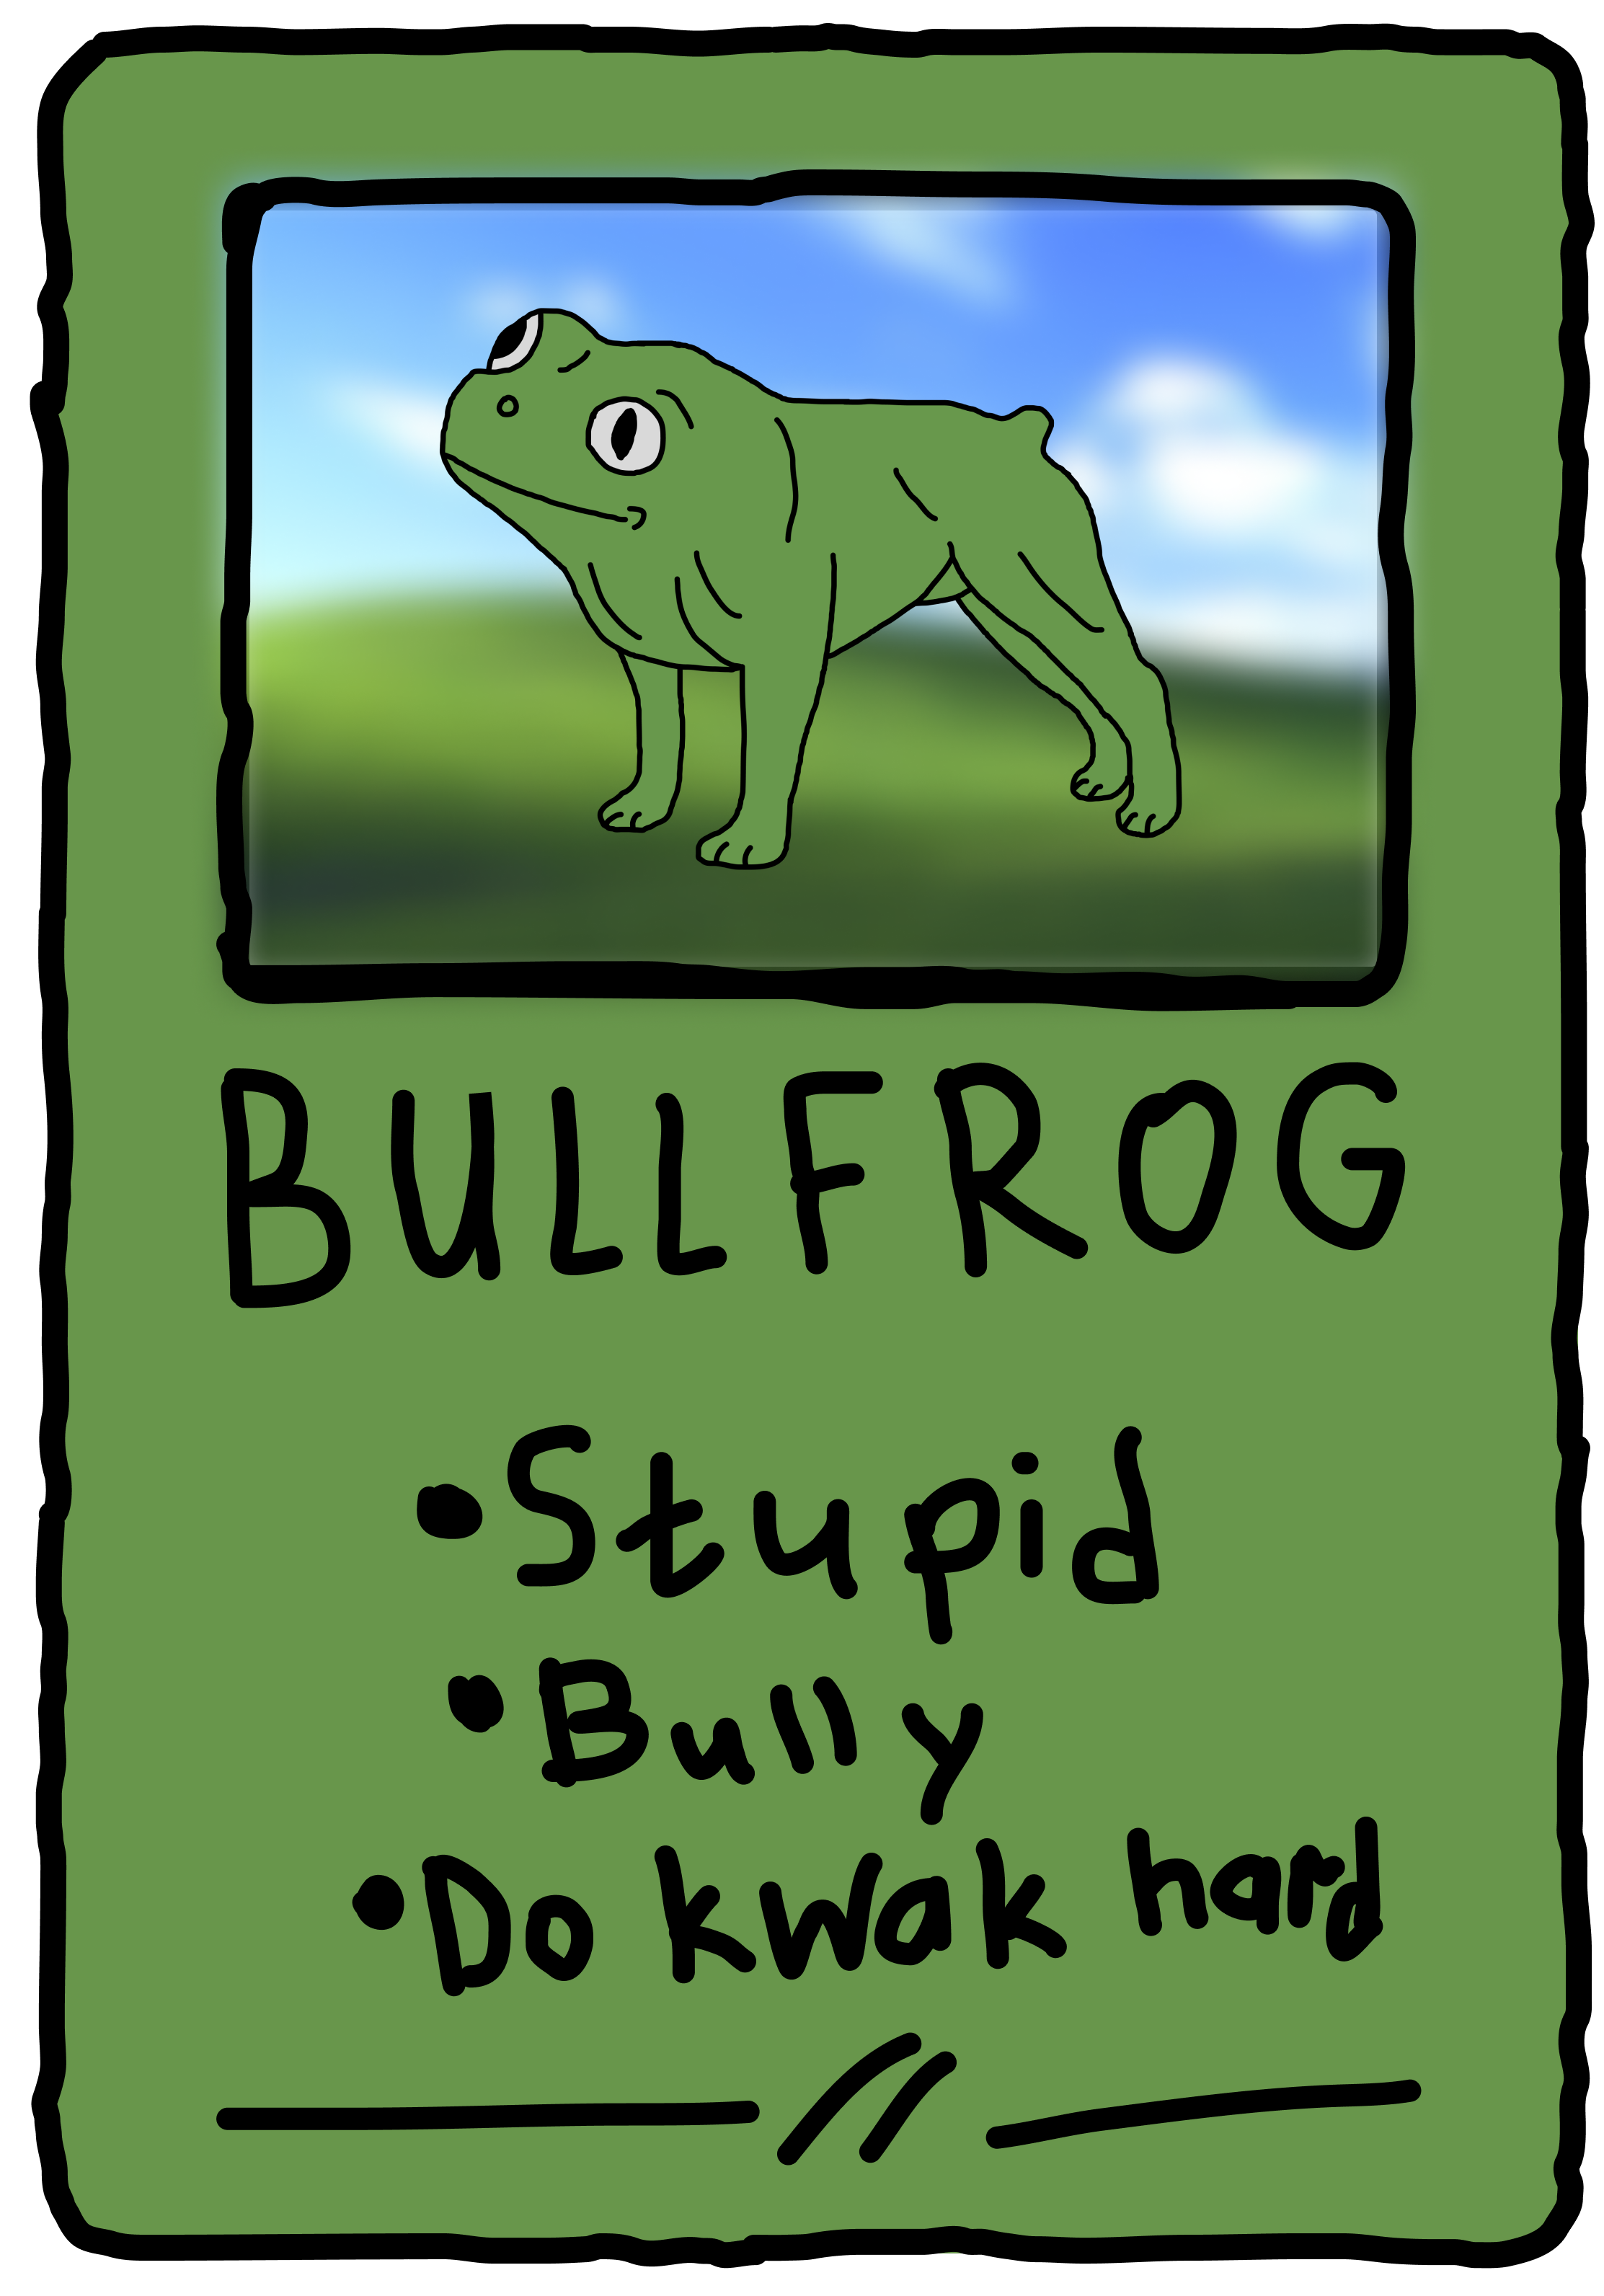 BULLFROG
• Stupid
• Bully
• Do kwak hard